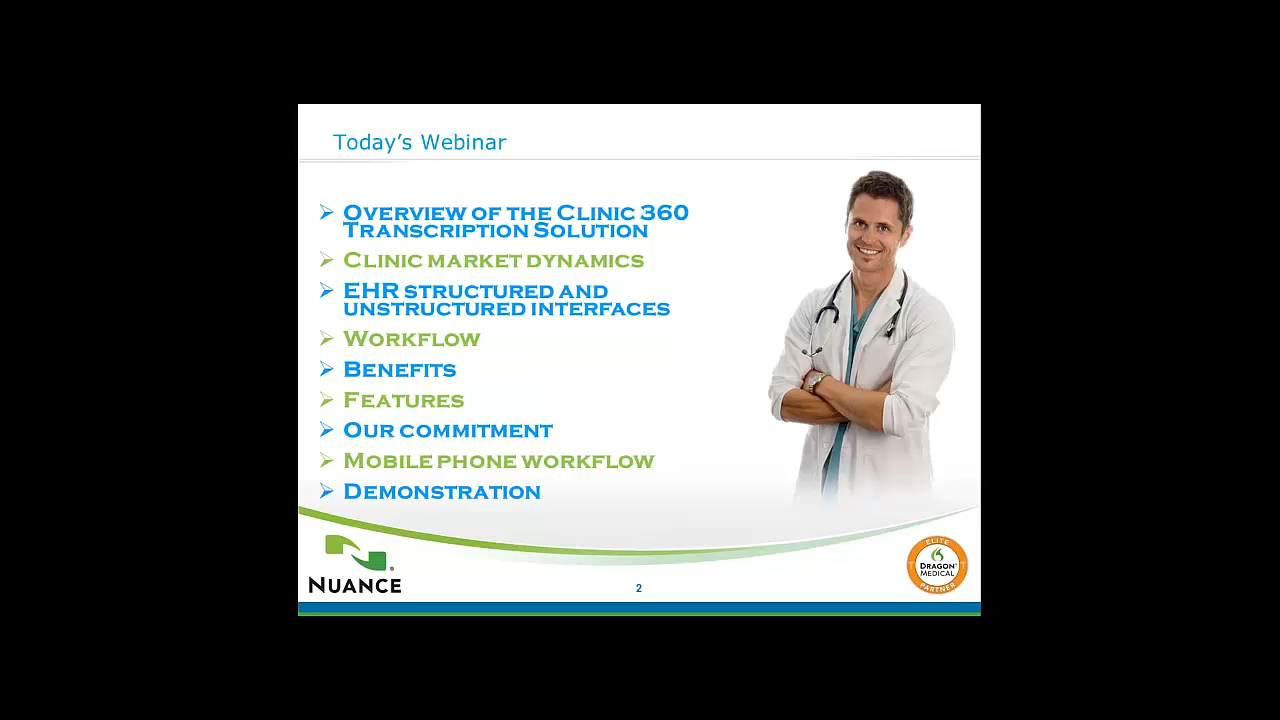 Today's Webinar
Overview of the Clinic 360
Transcription Solution
Clinic market dynamics
EHR structured and
unstructured interfaces
Workflow
Benefits
Features
Our commitment
Mobile phone workflow
Demonstration
NUANCE
2
ELITE
DRAGON
MEDICAL
PARTNER